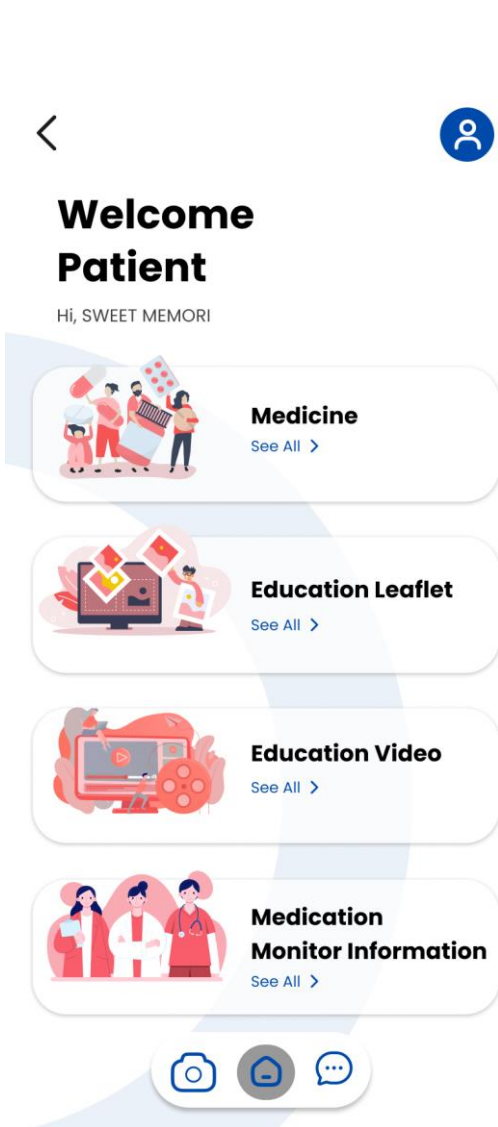 Welcome
Patient
Hi, SWEET MEMORI
Medicine
See All >
Education Leaflet
See All >
Education Video
See All >
Medication
Monitor Information
See All >